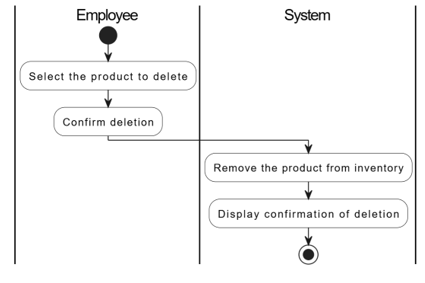 Employee
System
Select the product to delete
Confirm deletion
Remove the product from inventory
Display confirmation of deletion